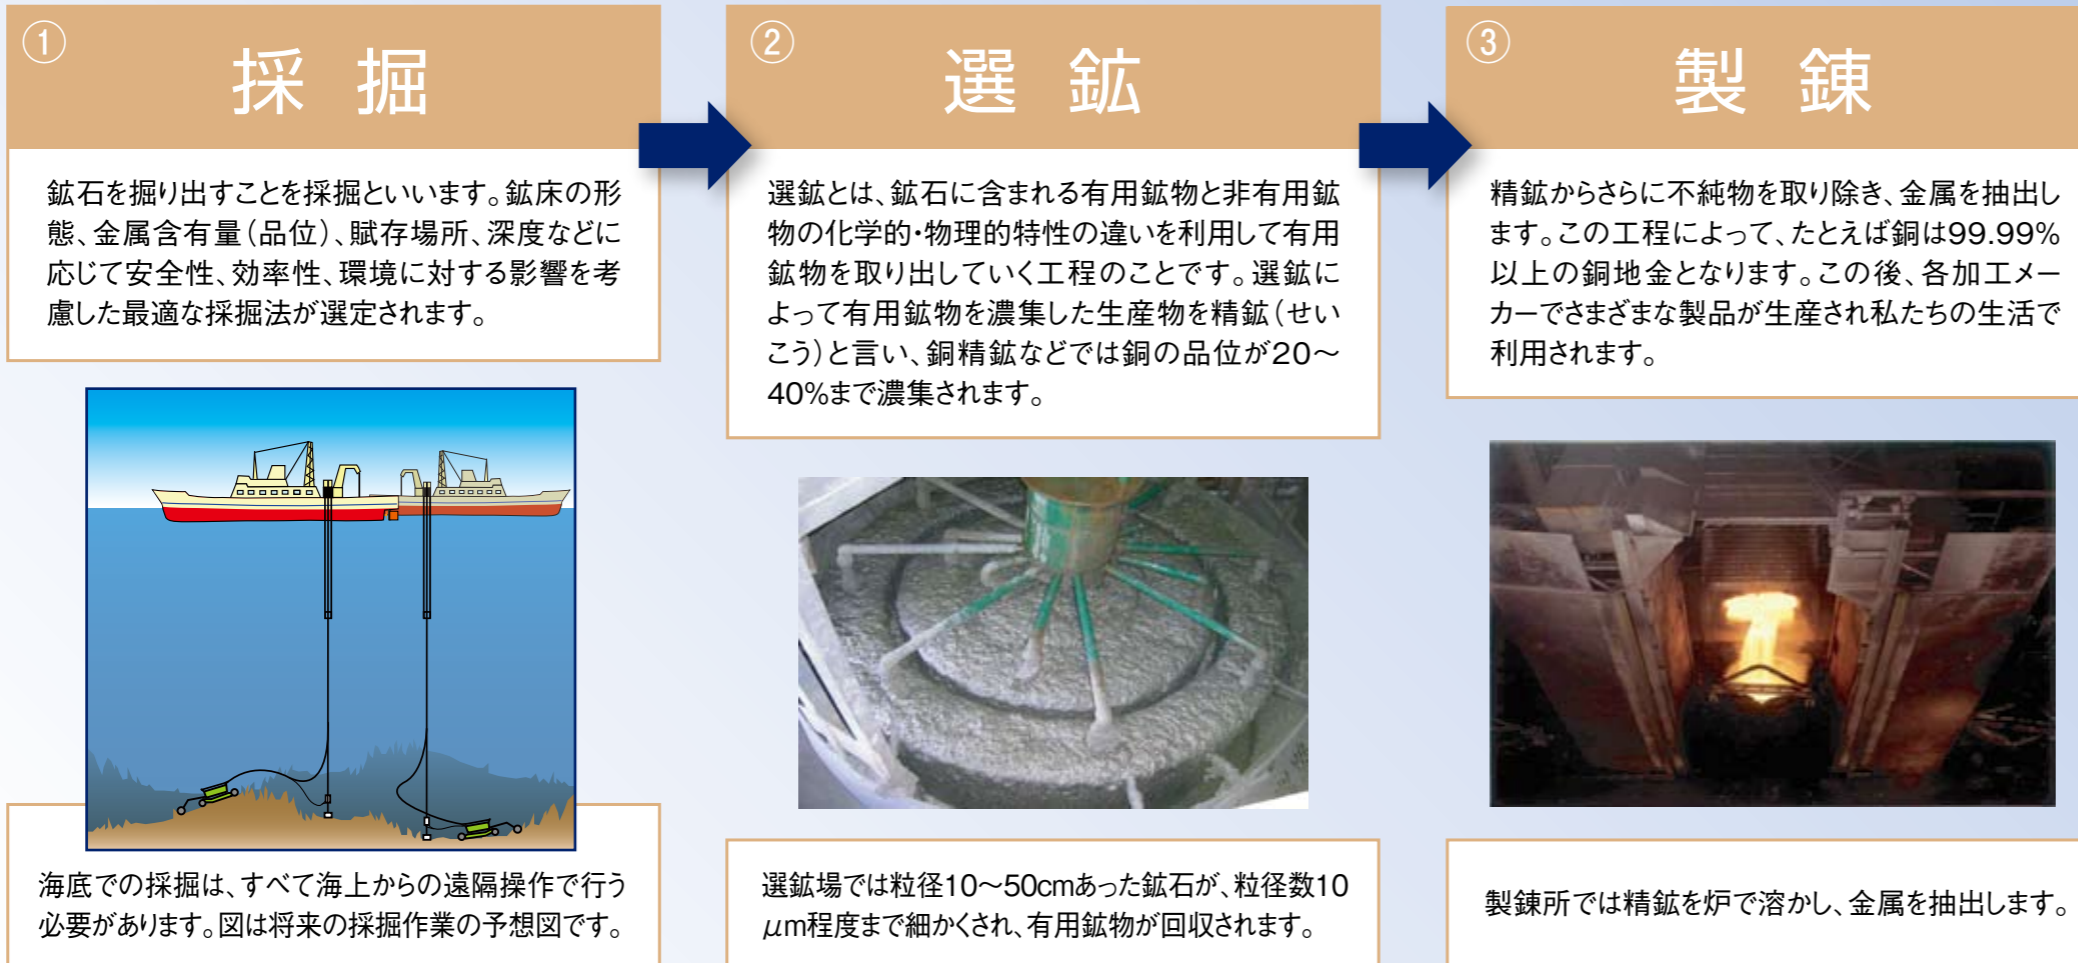 ①
採掘
鉱石を掘り出すことを採掘といいます。鉱床の形
態、金属含有量(品位)、賦存場所、深度などに
応じて安全性、効率性、環境に対する影響を考
慮した最適な採掘法が選定されます。
海底での採掘は、すべて海上からの遠隔操作で行う
必要があります。図は将来の採掘作業の予想図です。
②
選鉱
選鉱とは、鉱石に含まれる有用鉱物と非有用鉱
物の化学的・物理的特性の違いを利用して有用
鉱物を取り出していく工程のことです。選鉱に
よって有用鉱物を濃集した生産物を精鉱(せい
こう)と言い、銅精鉱などでは銅の品位が20〜
40%まで濃集されます。
選鉱場では粒径10〜50cmあった鉱石が、粒径数10
μm程度まで細かくされ、有用鉱物が回収されます。
③
製錬
精鉱からさらに不純物を取り除き、金属を抽出し
ます。この工程によって、たとえば銅は99.99%
以上の銅地金となります。この後、各加工メー
カーでさまざまな製品が生産され私たちの生活で
利用されます。
製錬所では精鉱を炉で溶かし、金属を抽出します。